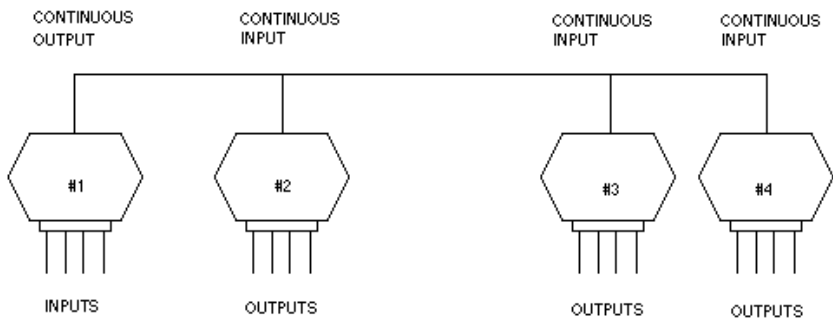 CONTINUOUS
OUTPUT
CONTINUOUS
INPUT
CONTINUOUS
INPUT
CONTINUOUS
INPUT
#1
#2
#3
#4
INPUTS
OUTPUTS
OUTPUTS
OUTPUTS